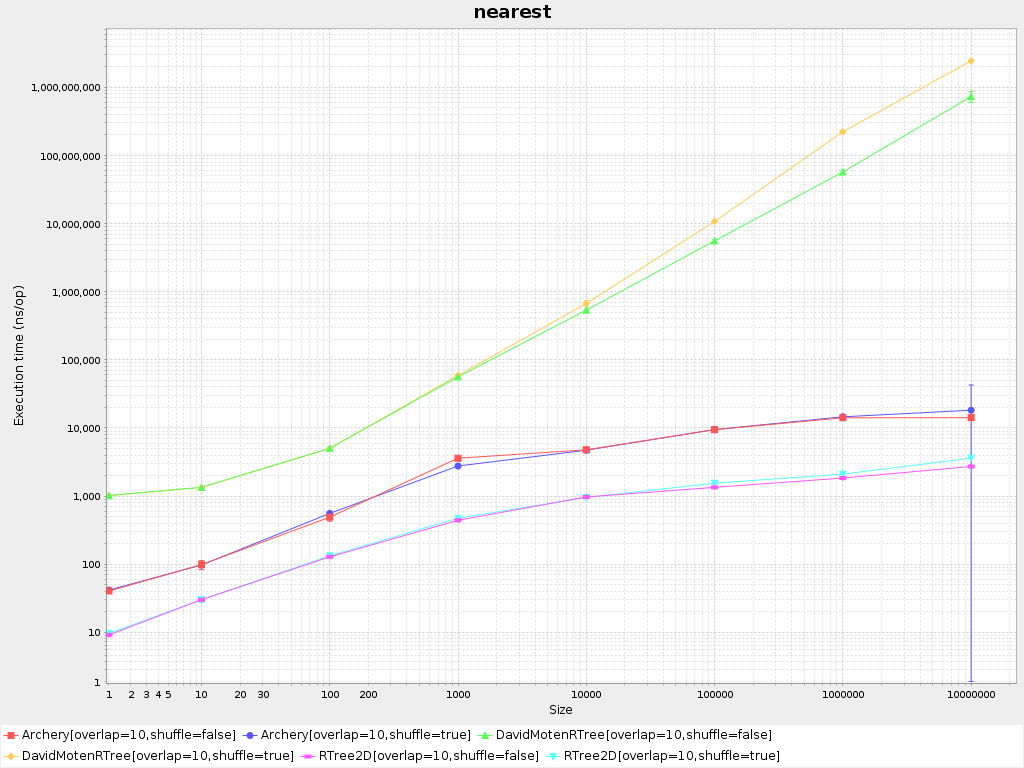 nearest
Execution time (ns/op)
1,000,000,000
100,000,000
10,000,000
1,000,000
100,000
10,000
1,000
100
10
1
1 2 3 4 5 10 20 30 100 200 1000 10000 100000 1000000 10000000
Size
Archery[overlap=10,shuffle=false] Archery[overlap=10,shuffle=true] DavidMotenRTree[overlap=10,shuffle=false]
DavidMotenRTree[overlap=10,shuffle=true] RTree2D[overlap=10,shuffle=false] RTree2D[overlap=10,shuffle=true]